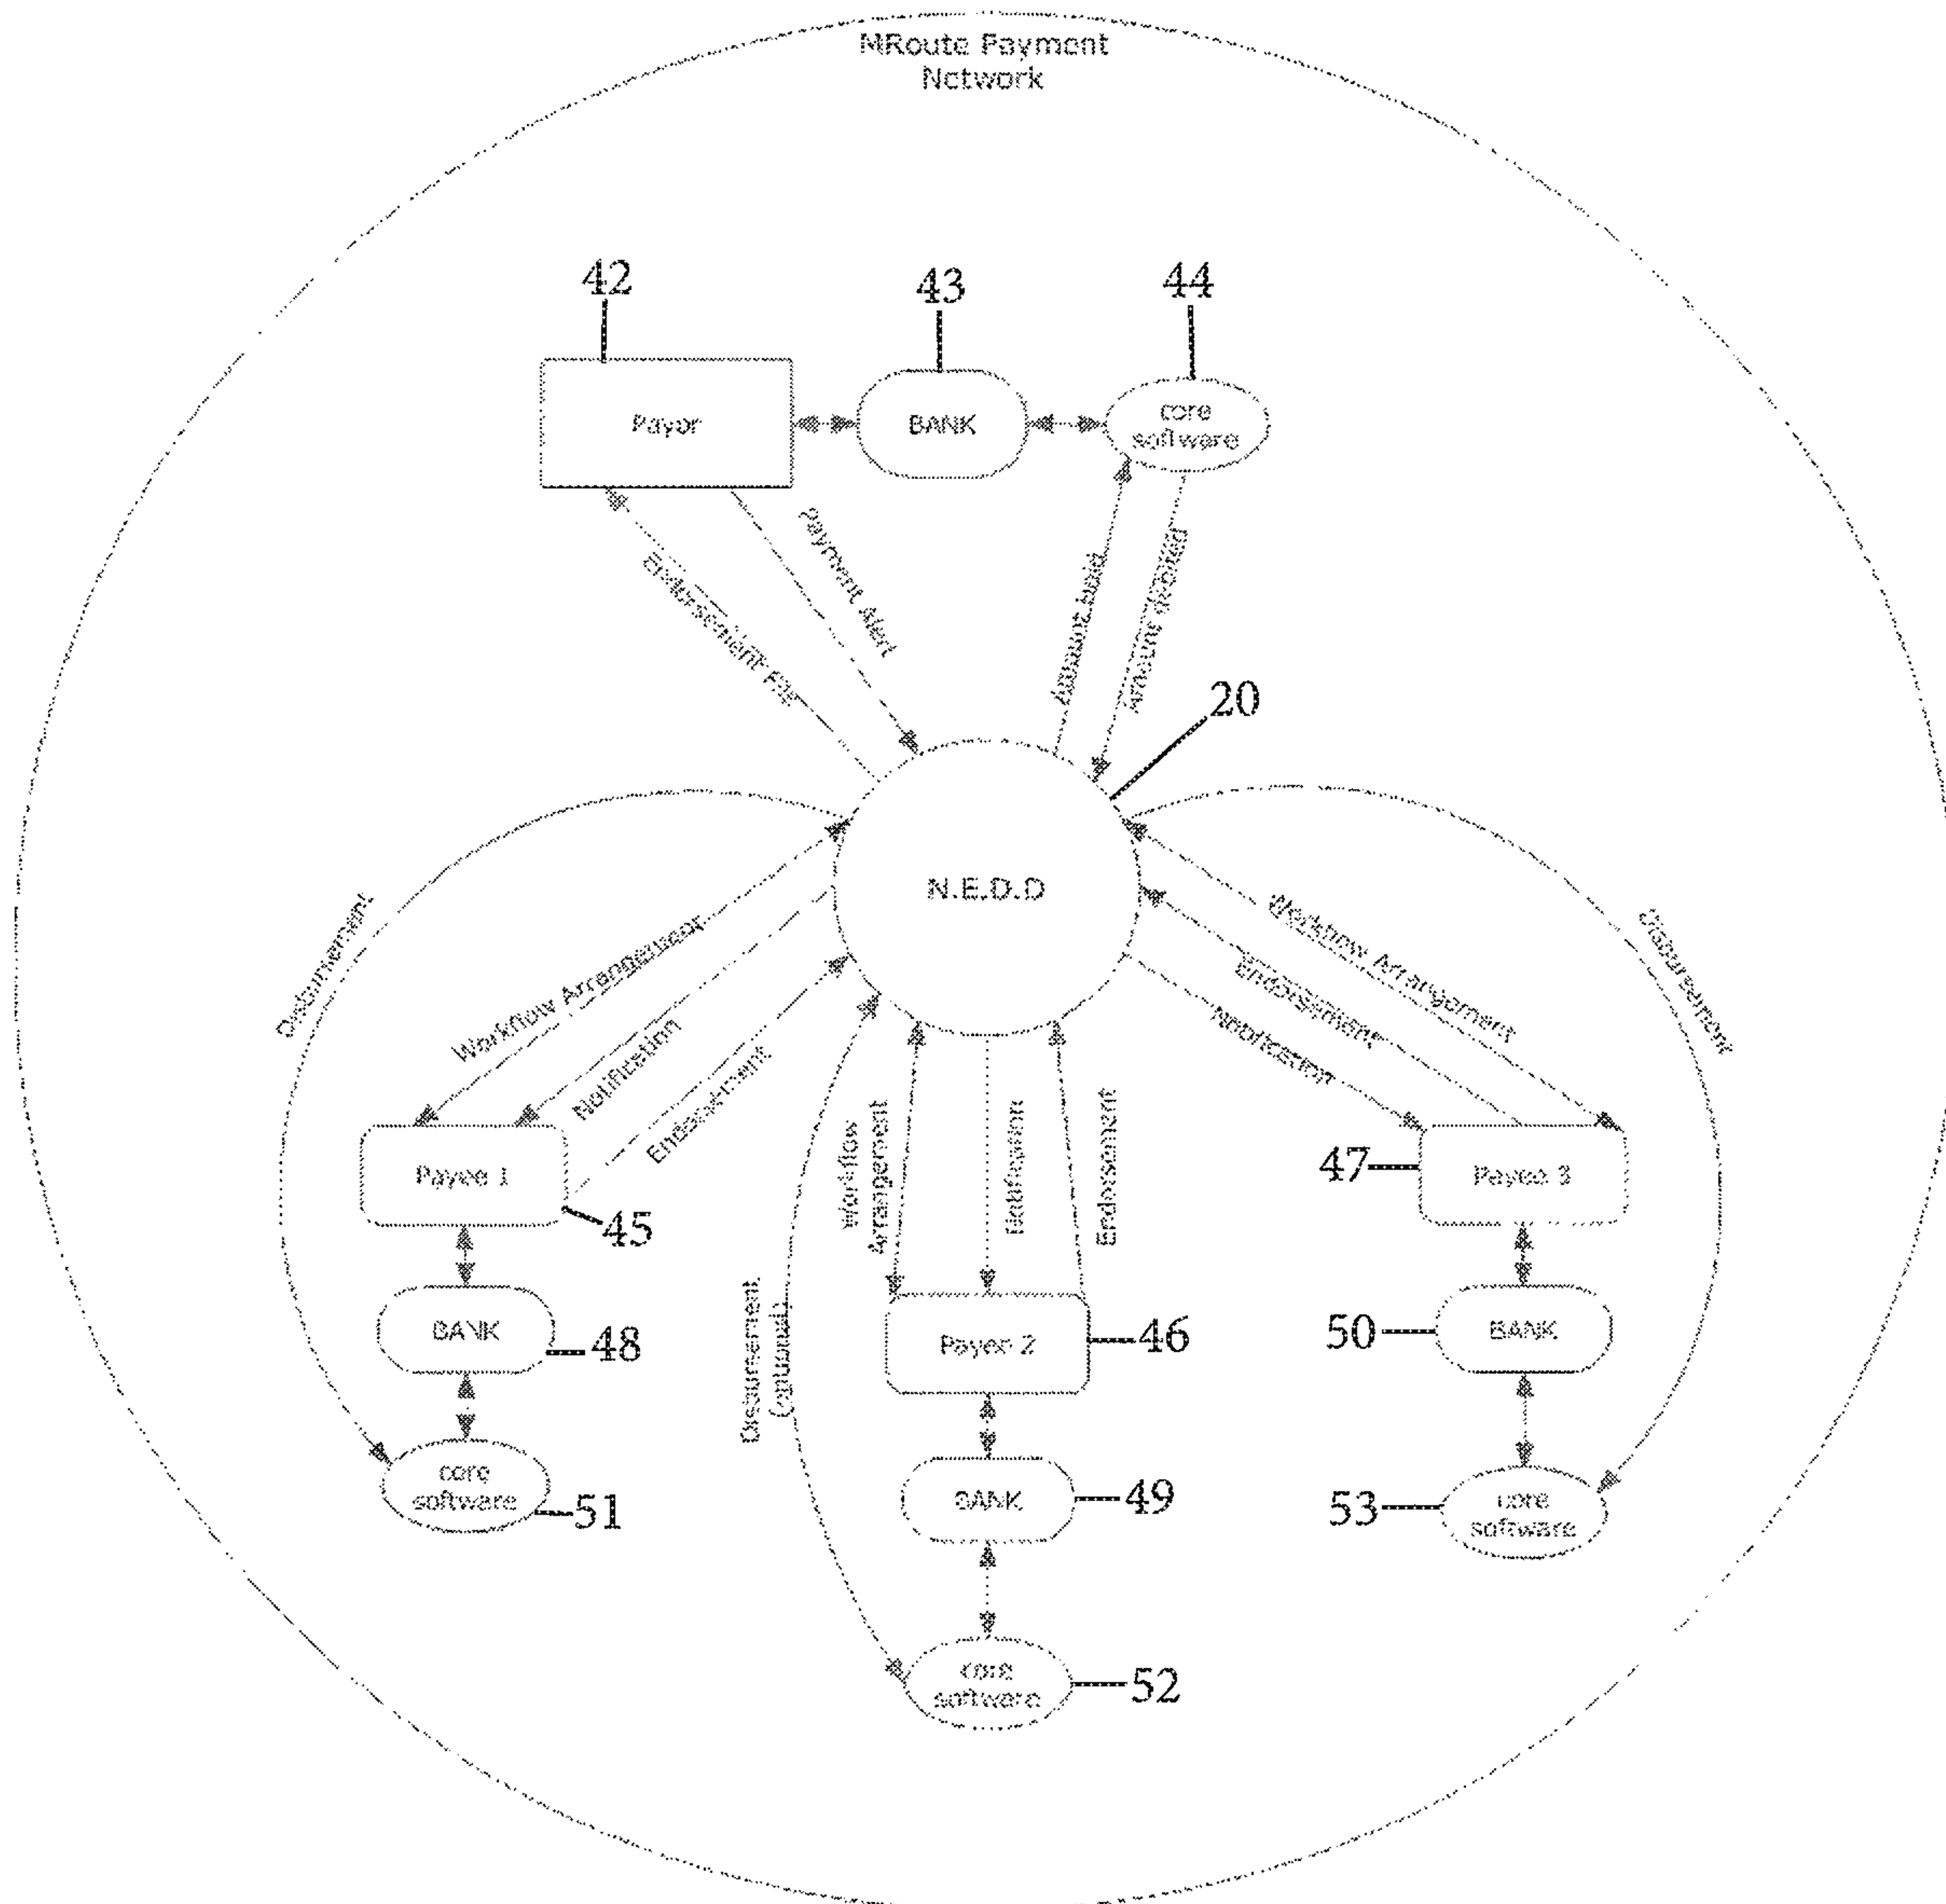 MRoute Payment
Network
42
43
44
Payor
BANK
core
software
Payment Alert
Endorsement File
Amount Hold
Amount debited
20
N.E.D.D
Disbursement
Workflow Arrangement
Notification
Endorsement
Workflow Arrangement
Endorsement
Notification
Disbursement
Payee 1
45
Workflow
Arrangement
Notification
Endorsement
47
Payee 3
BANK
48
Disbursement
(optional)
Payee 2
46
50
BANK
core
software
51
BANK
49
53
core
software
core
software
52